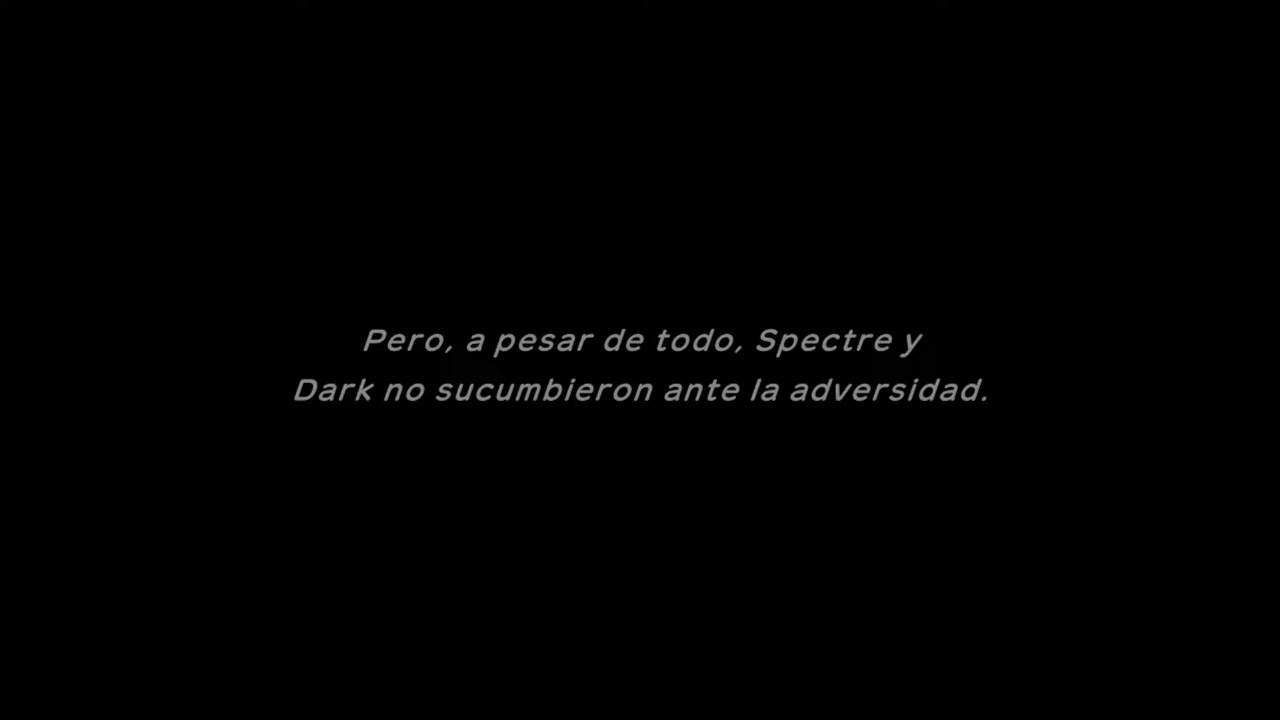 Pero, a pesar de todo, Spectre y
Dark no sucumbieron ante la adversidad.